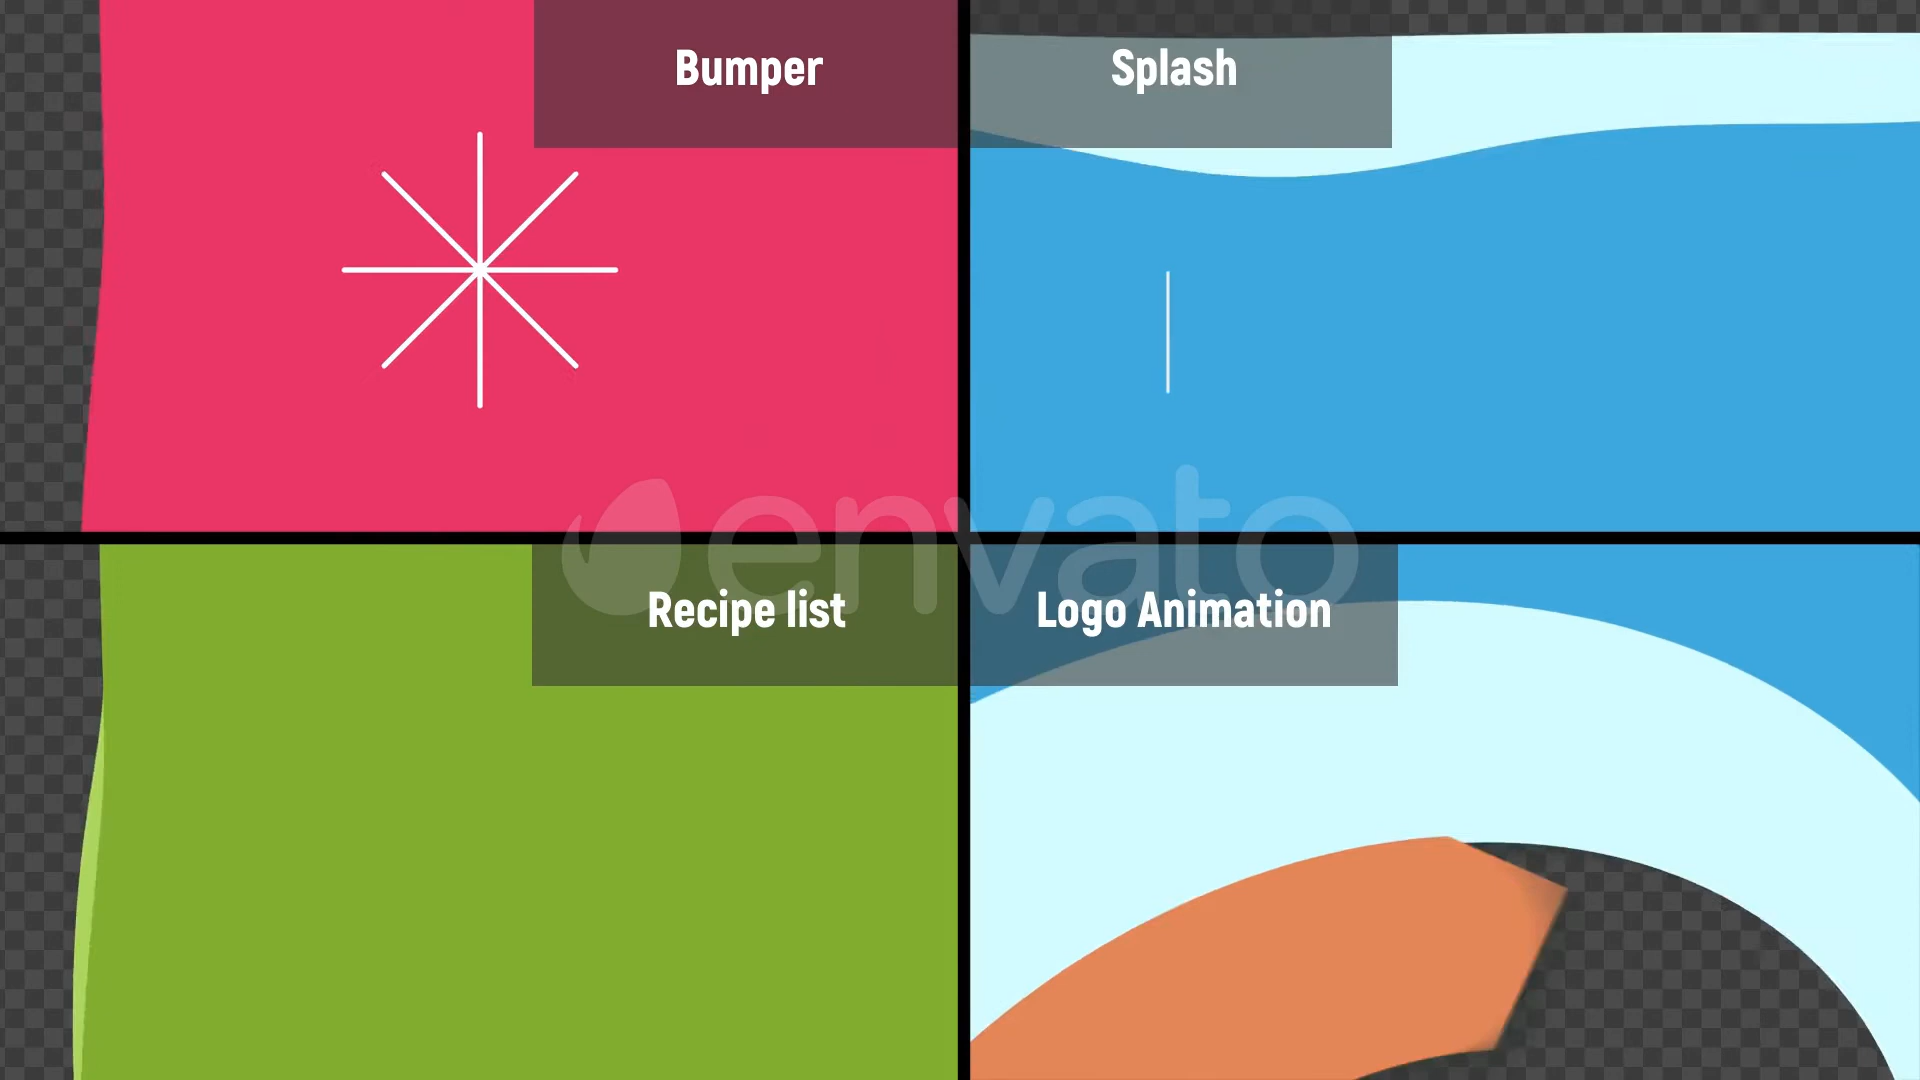 Bumper
Splash
envato
Recipe list
Logo Animation